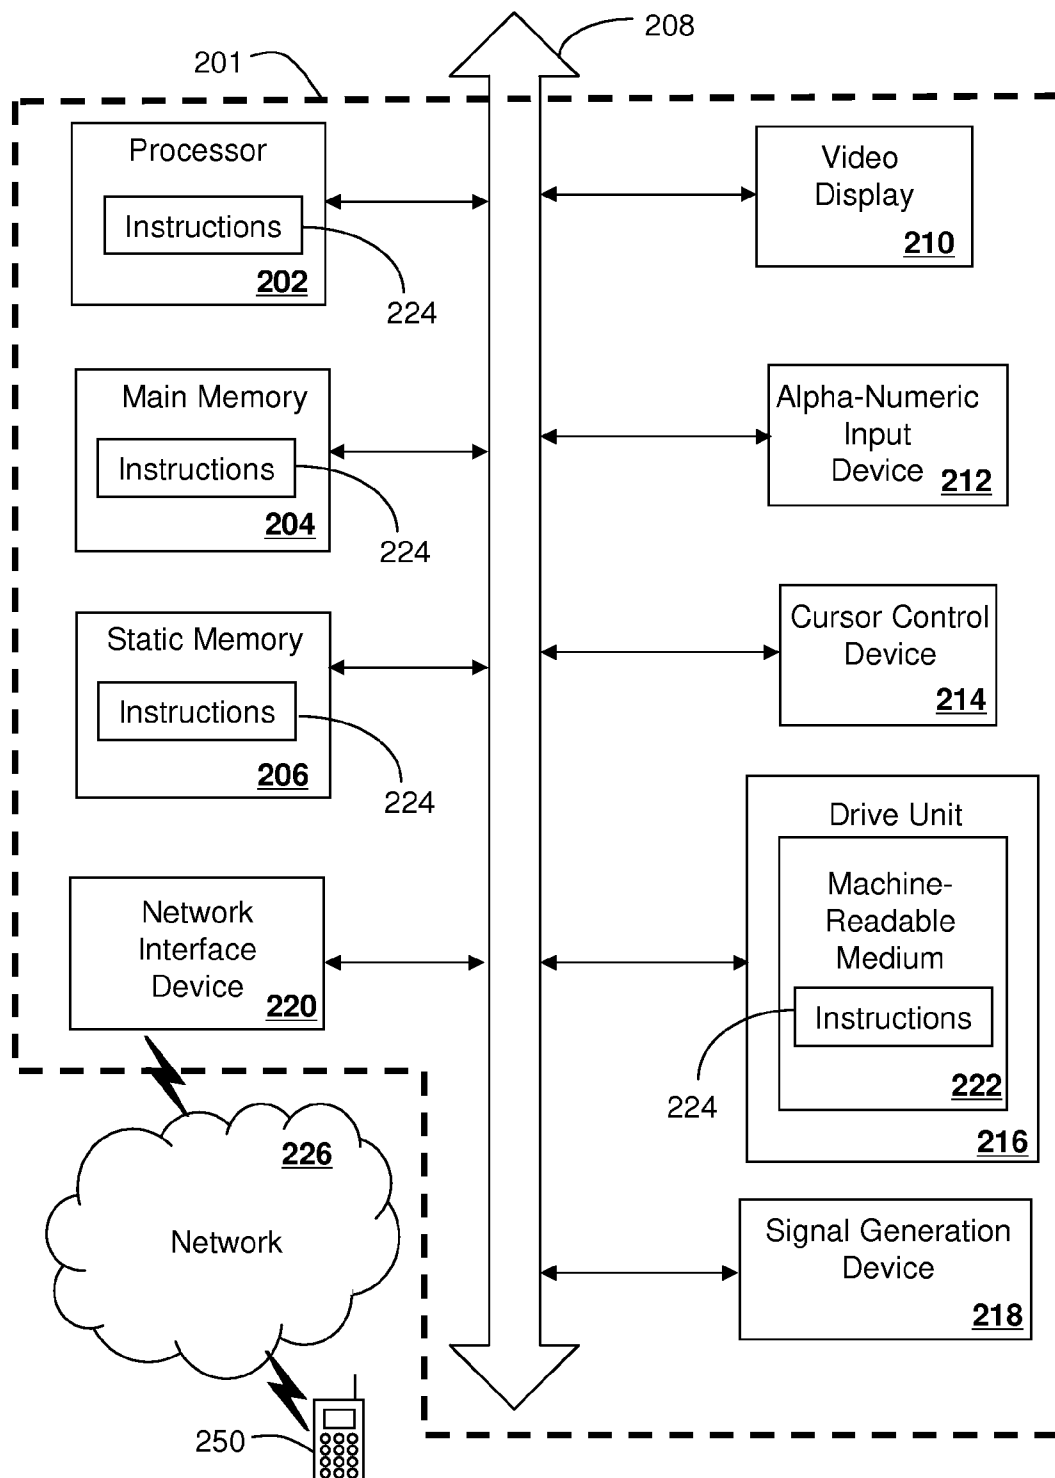 208
201
Processor
Instructions
202
224
Video
Display
210
Main Memory
Instructions
204
224
Alpha-Numeric
Input
Device
212
Static Memory
Instructions
206
224
Cursor Control
Device
214
Drive Unit
Machine-
Readable
Medium
Instructions
224
222
216
Network
Interface
Device
220
226
Network
Signal Generation
Device
218
250